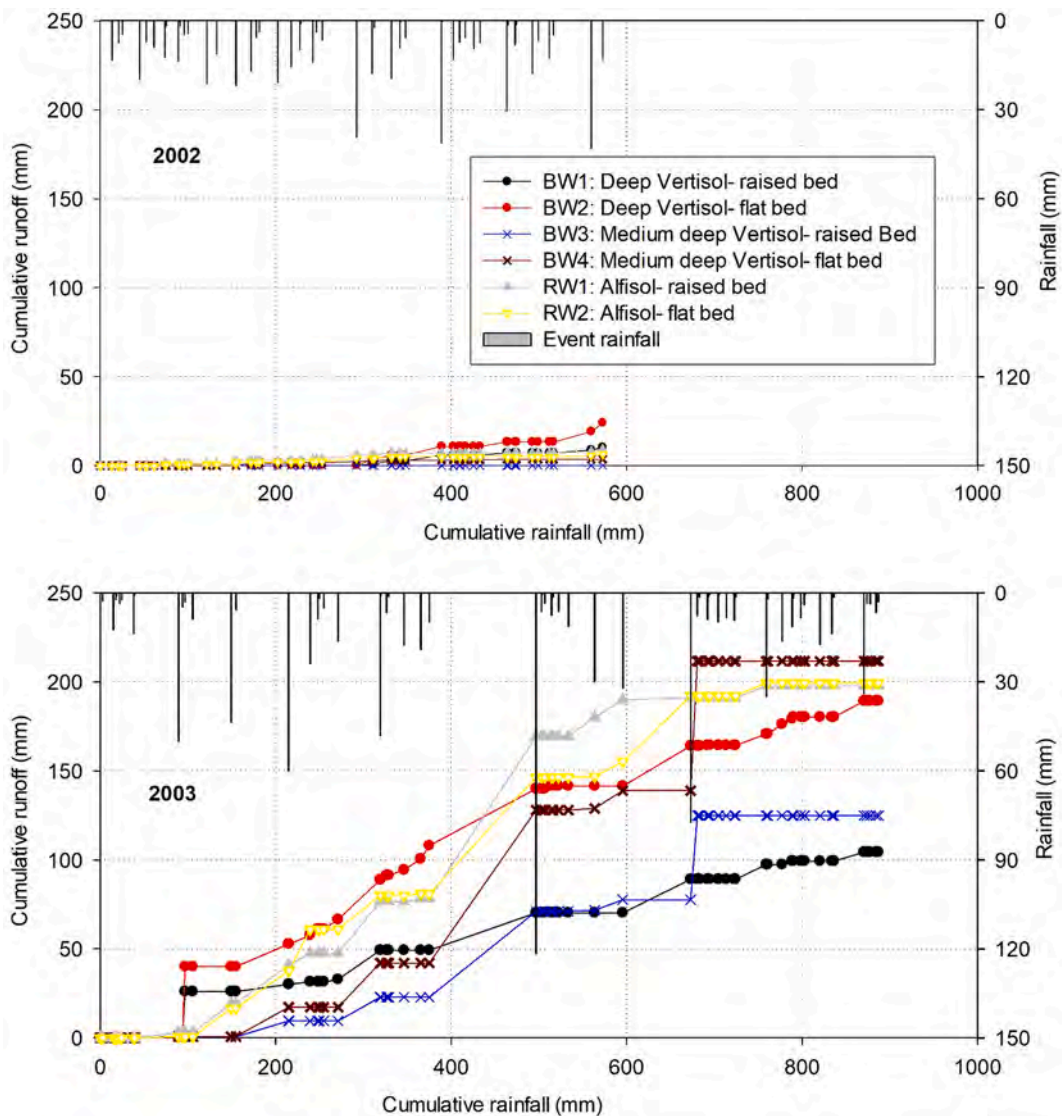 250
200
150
100
50
0
Cumulative runoff (mm)
2002
BW1: Deep Vertisol- raised bed
BW2: Deep Vertisol- flat bed
BW3: Medium deep Vertisol- raised Bed
BW4: Medium deep Vertisol- flat bed
RW1: Alfisol- raised bed
RW2: Alfisol- flat bed
Event rainfall
0
30
60
90
120
150
Rainfall (mm)
0 200 400 600 800 1000
Cumulative rainfall (mm)
250
200
150
100
50
0
Cumulative runoff (mm)
2003
0
30
60
90
120
150
Rainfall (mm)
0 200 400 600 800 1000
Cumulative rainfall (mm)